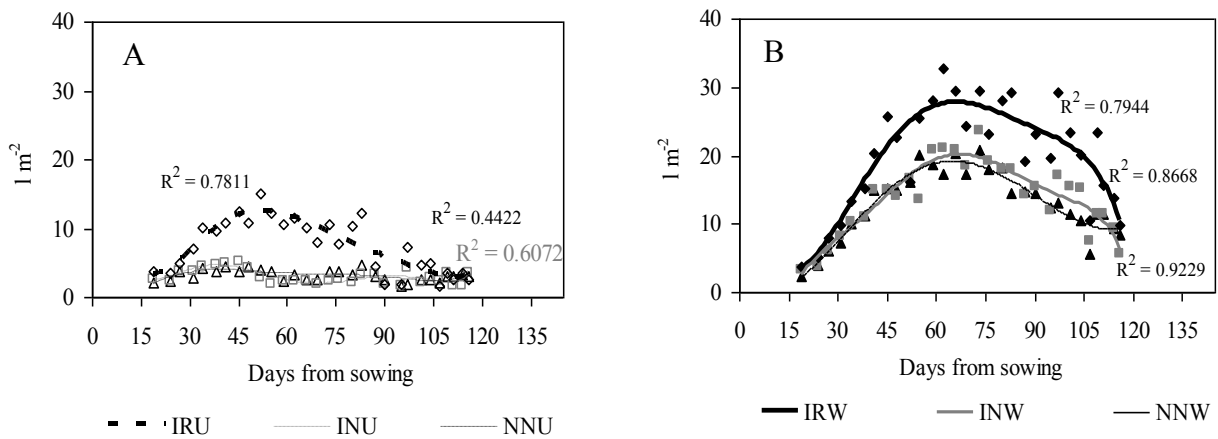 A
40
30
20
10
0
l m-2
R2 = 0.7811
R2 = 0.4422
R2 = 0.6072
0 15 30 45 60 75 90 105 120 135
Days from sowing
IRU INU NNU
B
40
30
20
10
0
l m-2
R2 = 0.7944
R2 = 0.8668
R2 = 0.9229
0 15 30 45 60 75 90 105 120 135
Days from sowing
IRW INW NNW